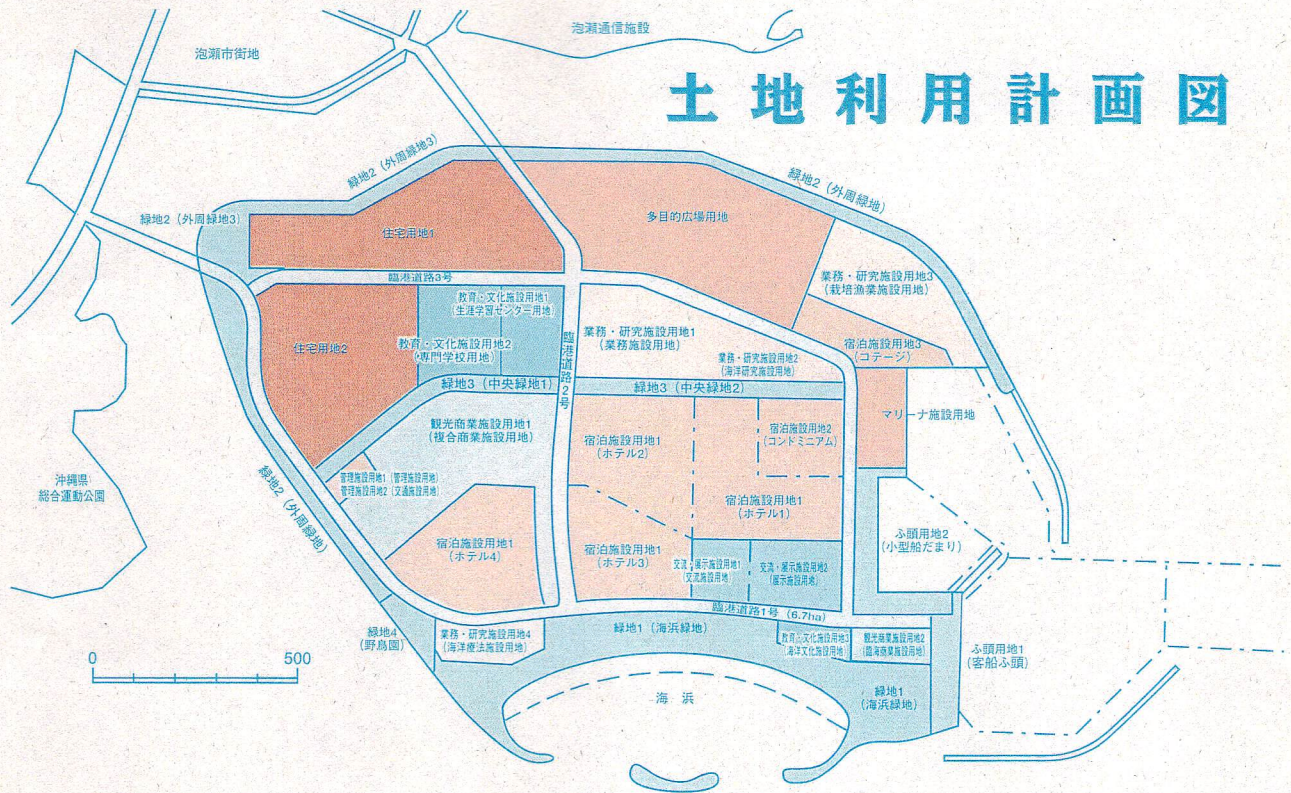 泡瀬通信施設
泡瀬市街地
土地利用計画図
緑地2（外周緑地3）
緑地2（外周緑地）
緑地2（外周緑地3）
多目的広場用地
住宅用地1
臨港道路3号
業務・研究施設用地3
（栽培漁業施設用地）
教育・文化施設用地1
（生涯学習センター用地）
業務・研究施設用地1
（業務施設用地）
宿泊施設用地3
（コテージ）
住宅用地2
教育・文化施設用地2
（専門学校用地）
臨港道路2号
業務・研究施設用地2
（海洋研究施設用地）
緑地3（中央緑地1）
緑地3（中央緑地2）
マリーナ施設用地
観光商業施設用地1
（複合商業施設用地）
宿泊施設用地1
（ホテル2）
宿泊施設用地2
（コンドミニアム）
沖縄県
総合運動公園
管理施設用地1（管理施設用地）
管理施設用地2（交通施設用地）
宿泊施設用地1
（ホテル1）
緑地2（外周緑地）
ふ頭用地2
（小型船だまり）
宿泊施設用地1
（ホテル4）
宿泊施設用地1
（ホテル3）
交流・展示施設用地1
（交流施設用地）
交流・展示施設用地2
（展示施設用地）
臨港道路1号（6.7ha）
緑地4
（野鳥園）
業務・研究施設用地4
（海洋療法施設用地）
緑地1（海浜緑地）
教育・文化施設用地3
（海洋文化施設用地）
観光商業施設用地2
（臨海商業施設用地）
ふ頭用地1
（客船ふ頭）
0 500
海浜
緑地1
（海浜緑地）